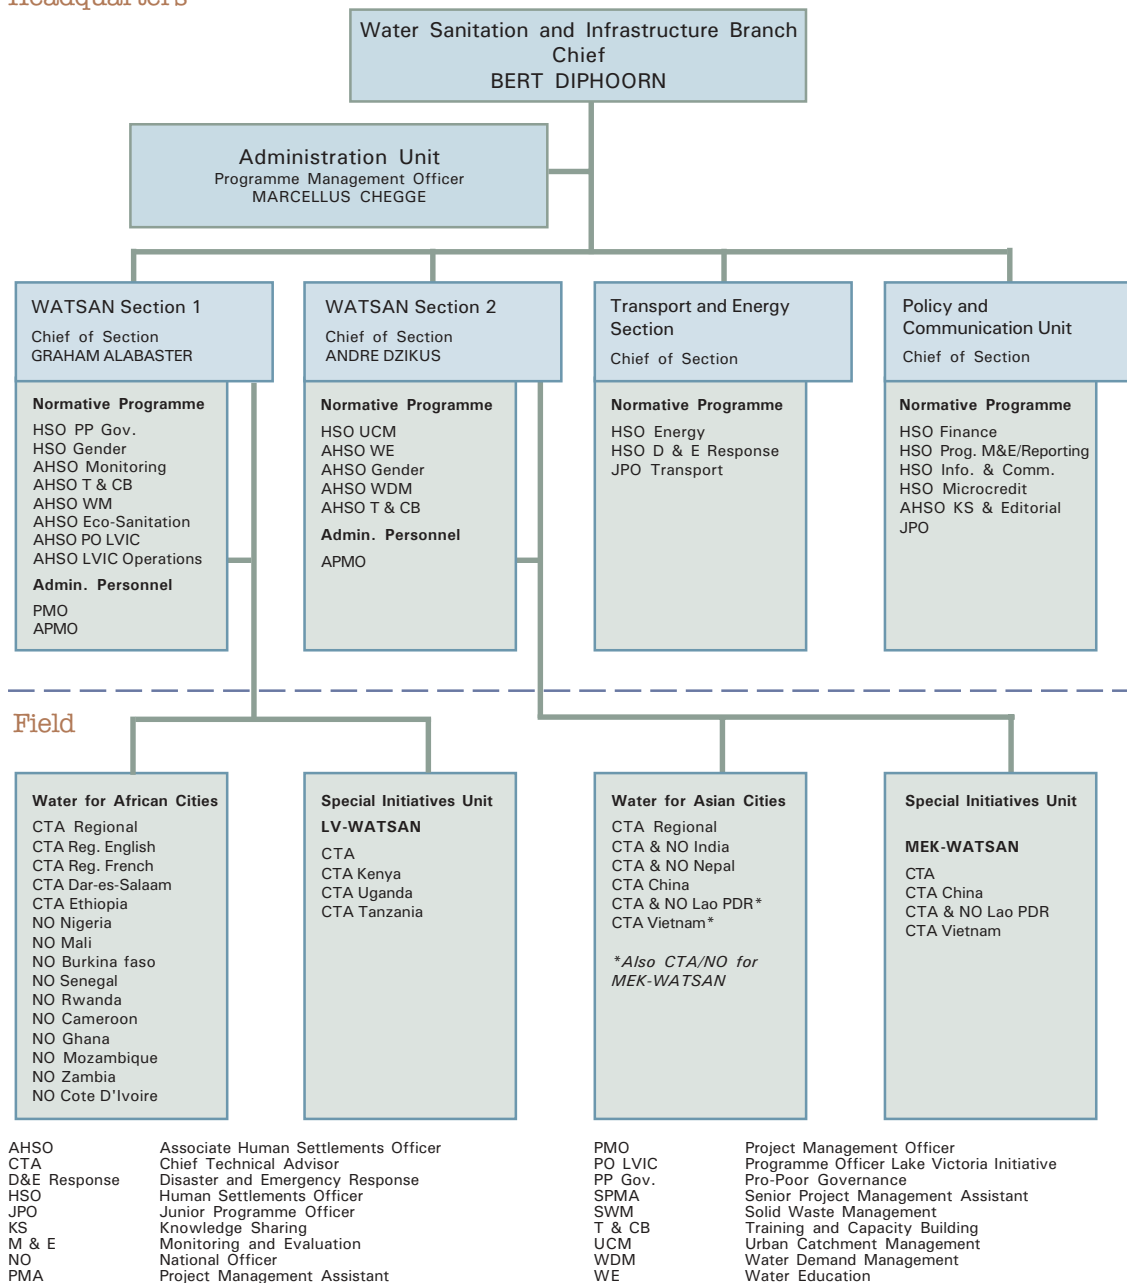 Headquarters
Water Sanitation and Infrastructure Branch
Chief
BERT DIPHOORN
Administration Unit
Programme Management Officer
MARCELLUS CHEGGE
WATSAN Section 1
Chief of Section
GRAHAM ALABASTER
Normative Programme
HSO PP Gov.
HSO Gender
AHSO Monitoring
AHSO T & CB
AHSO WM
AHSO Eco-Sanitation
AHSO PO LVIC
AHSO LVIC Operations
Admin. Personnel
PMO
APMO
WATSAN Section 2
Chief of Section
ANDRE DZIKUS
Normative Programme
HSO UCM
AHSO WE
AHSO Gender
AHSO WDM
AHSO T & CB
Admin. Personnel
APMO
Transport and Energy
Section
Chief of Section
Normative Programme
HSO Energy
HSO D & E Response
JPO Transport
Policy and
Communication Unit
Chief of Section
Normative Programme
HSO Finance
HSO Prog. M&E/Reporting
HSO Info. & Comm.
HSO Microcredit
AHSO KS & Editorial
JPO
Field
Water for African Cities
CTA Regional
CTA Reg. English
CTA Reg. French
CTA Dar-es-Salaam
CTA Ethiopia
NO Nigeria
NO Mali
NO Burkina faso
NO Senegal
NO Rwanda
NO Cameroon
NO Ghana
NO Mozambique
NO Zambia
NO Cote D'Ivoire
Special Initiatives Unit
LV-WATSAN
CTA
CTA Kenya
CTA Uganda
CTA Tanzania
Water for Asian Cities
CTA Regional
CTA & NO India
CTA & NO Nepal
CTA China
CTA & NO Lao PDR*
CTA Vietnam*
*Also CTA/NO for
MEK-WATSAN
Special Initiatives Unit
MEK-WATSAN
CTA
CTA China
CTA & NO Lao PDR
CTA Vietnam
AHSO Associate Human Settlements Officer
CTA Chief Technical Advisor
D&E Response Disaster and Emergency Response
HSO Human Settlements Officer
JPO Junior Programme Officer
KS Knowledge Sharing
M & E Monitoring and Evaluation
NO National Officer
PMA Project Management Assistant
PMO Project Management Officer
PO LVIC Programme Officer Lake Victoria Initiative
PP Gov. Pro-Poor Governance
SPMA Senior Project Management Assistant
SWM Solid Waste Management
T & CB Training and Capacity Building
UCM Urban Catchment Management
WDM Water Demand Management
WE Water Education